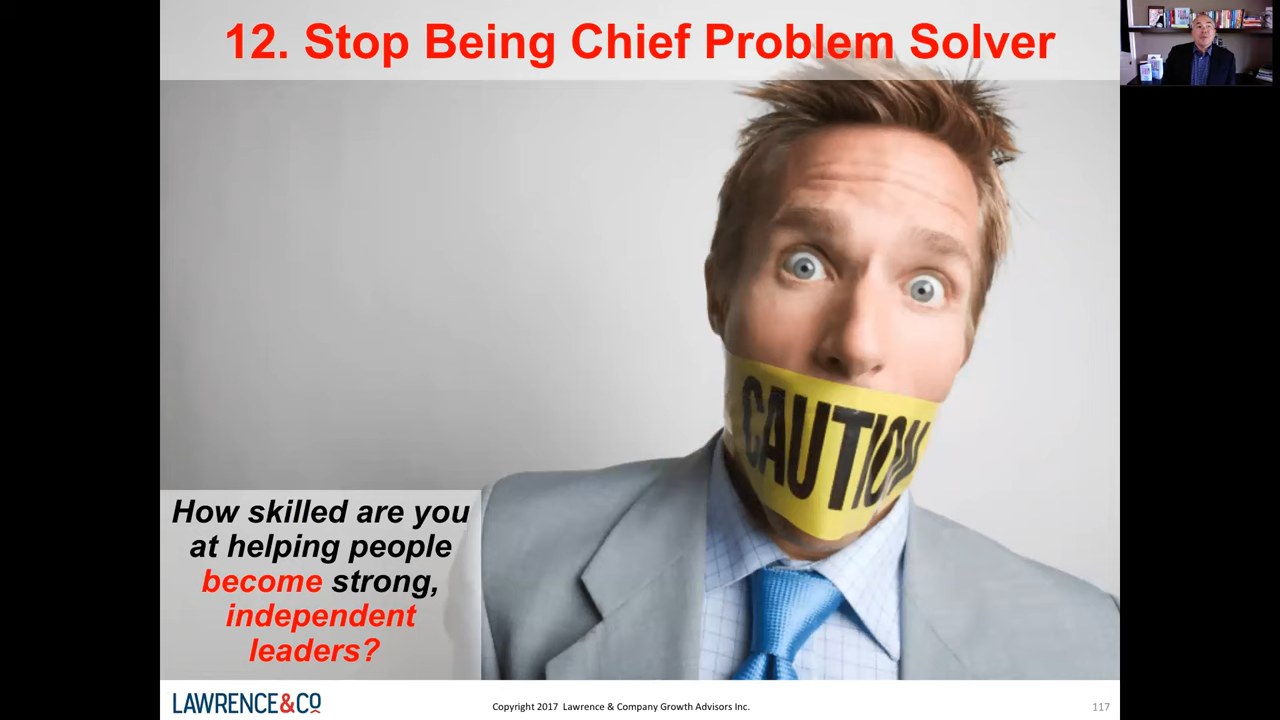 12. Stop Being Chief Problem Solver
CAUTION
How skilled are you
at helping people
become strong,
independent
leaders?
LAWRENCE&CO
Copyright 2017 Lawrence & Company Growth Advisors Inc.
117